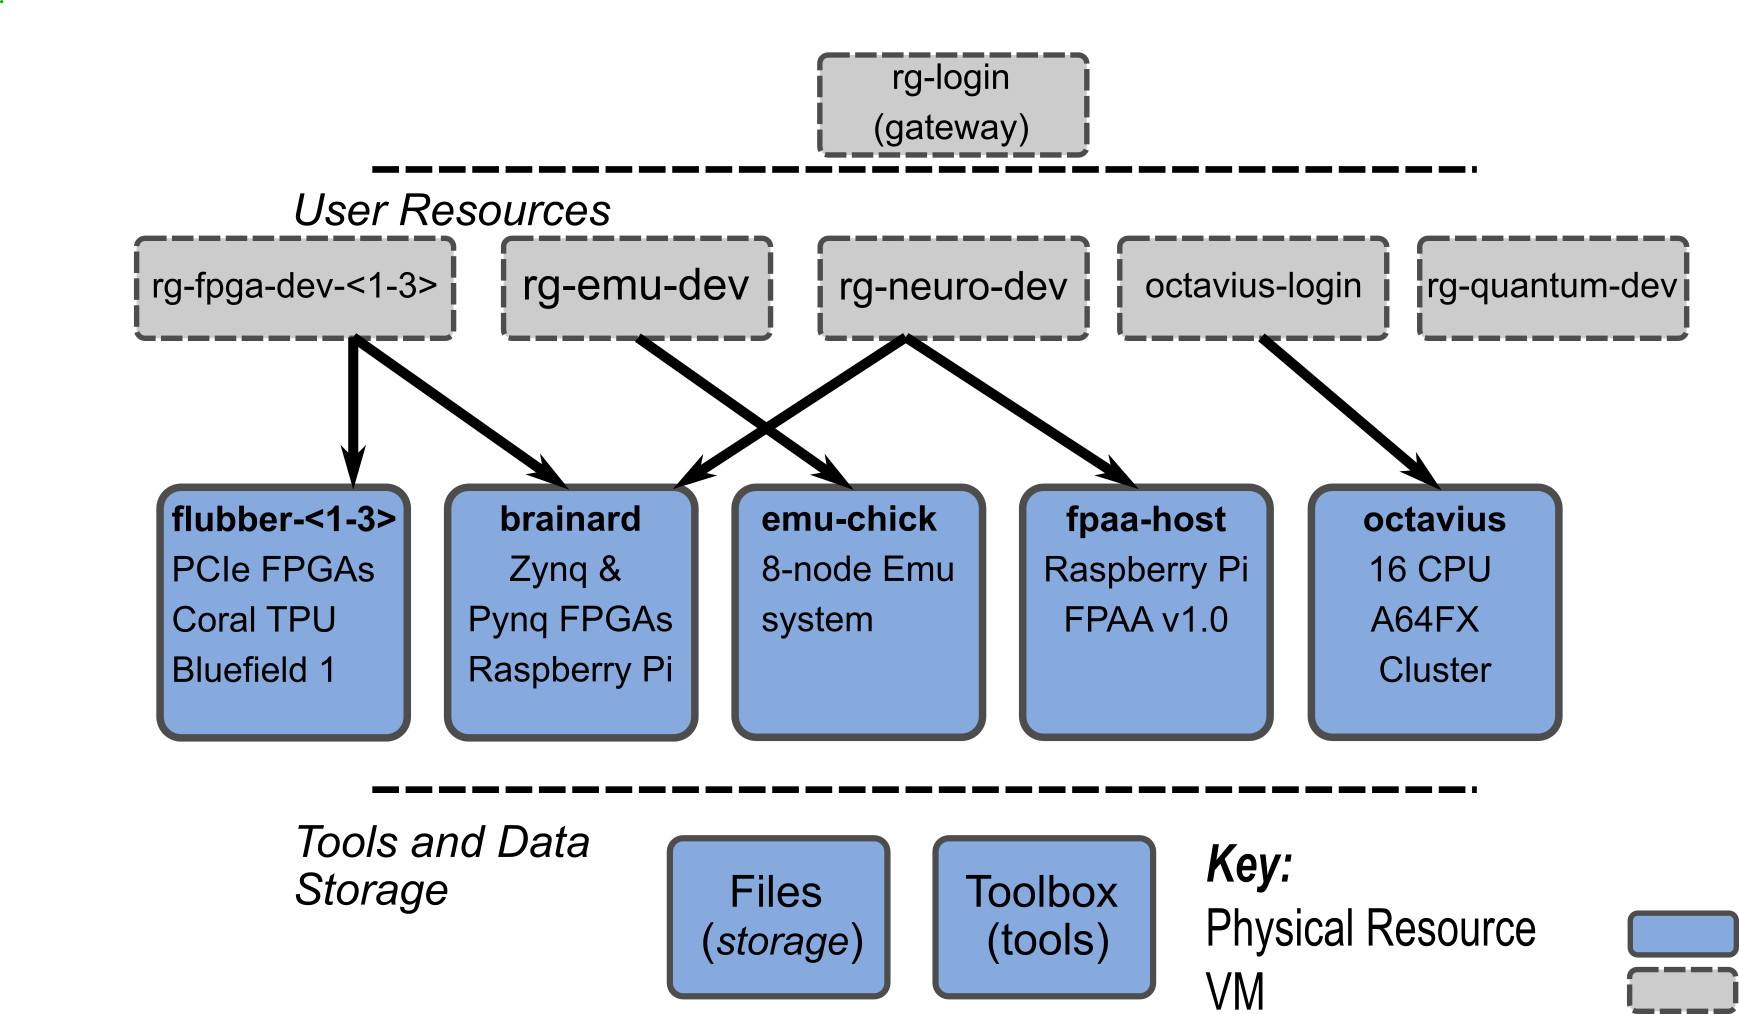 rg-login
(gateway)
User Resources
rg-fpga-dev-<1-3>
rg-emu-dev
rg-neuro-dev
octavius-login
rg-quantum-dev
flubber-<1-3>
PCIe FPGAs
Coral TPU
Bluefield 1
brainard
Zynq &
Pynq FPGAs
Raspberry Pi
emu-chick
8-node Emu
system
fpaa-host
Raspberry Pi
FPAA v1.0
octavius
16 CPU
A64FX
Cluster
Tools and Data
Storage
Files
(storage)
Toolbox
(tools)
Key:
Physical Resource
VM